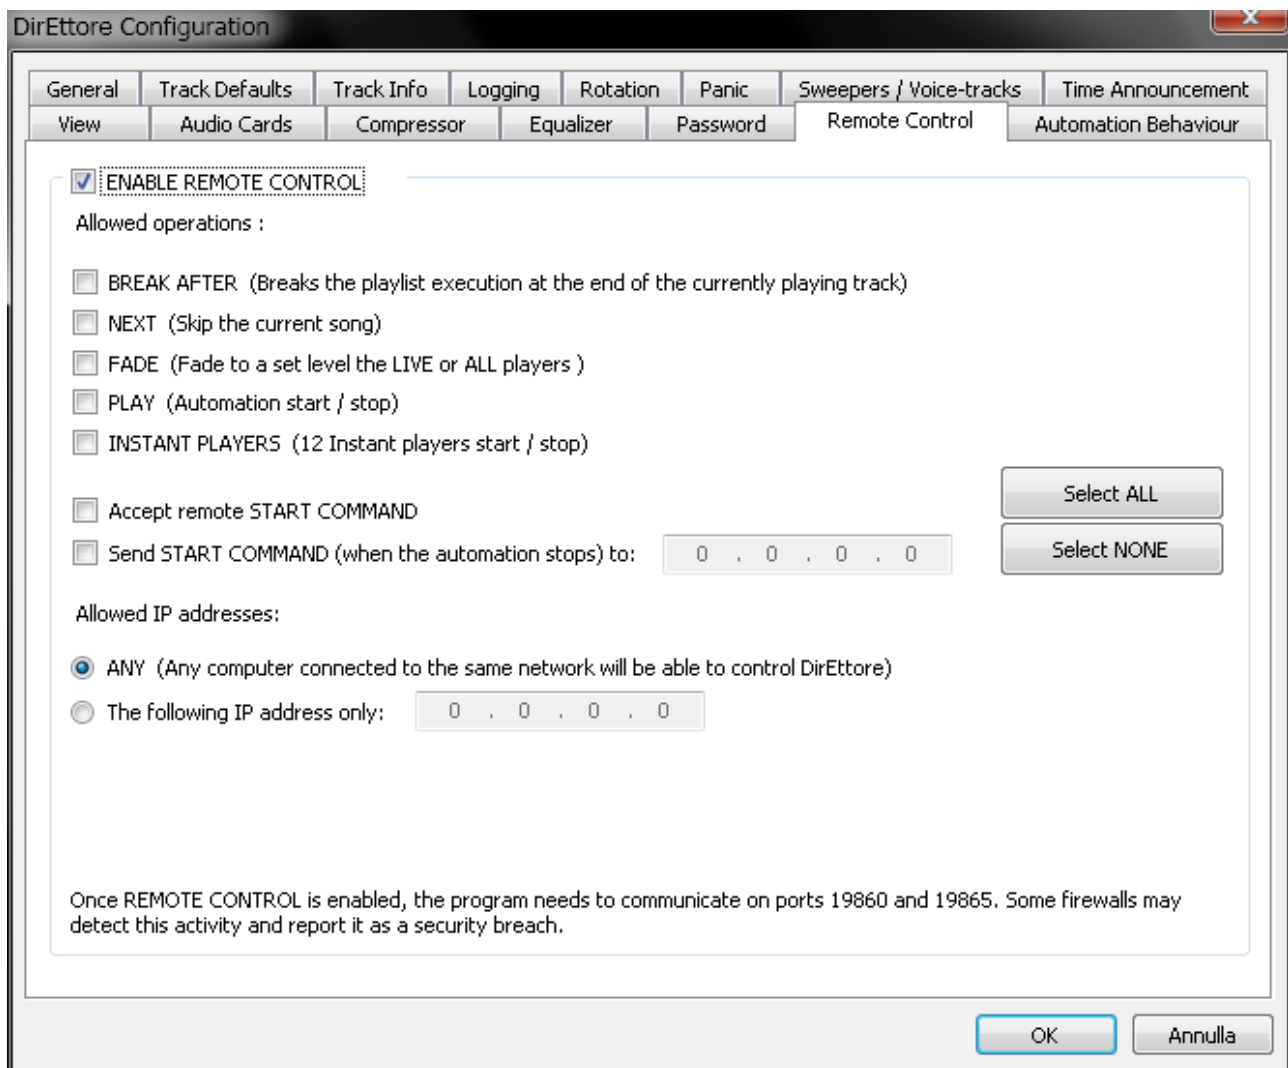 DirEttore Configuration
X
General Track Defaults Track Info Logging Rotation Panic Sweepers / Voice-tracks Time Announcement
View Audio Cards Compressor Equalizer Password Remote Control Automation Behaviour
ENABLE REMOTE CONTROL
Allowed operations :
BREAK AFTER (Breaks the playlist execution at the end of the currently playing track)
NEXT (Skip the current song)
FADE (Fade to a set level the LIVE or ALL players )
PLAY (Automation start / stop)
INSTANT PLAYERS (12 Instant players start / stop)
Select ALL
Accept remote START COMMAND
Send START COMMAND (when the automation stops) to: 0 . 0 . 0 . 0 Select NONE
Allowed IP addresses:
ANY (Any computer connected to the same network will be able to control DirEttore)
The following IP address only: 0 . 0 . 0 . 0
Once REMOTE CONTROL is enabled, the program needs to communicate on ports 19860 and 19865. Some firewalls may
detect this activity and report it as a security breach.
OK Annulla